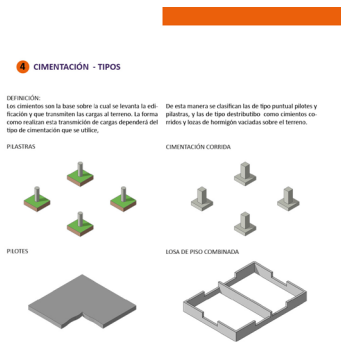 4 CIMENTACIÓN - TIPOS
DEFINICIÓN:
Los cimientos son la base sobre la cual se levanta la edi-
ficación y que transmiten las cargas al terreno. La forma
como realizan esta transmición de cargas dependerá del
tipo de cimentación que se utilice,
De esta manera se clasifican las de tipo puntual pilotes y
pilastras, y las de tipo destributibo como cimientos co-
rridos y lozas de hormigón vaciadas sobre el terreno.
PILASTRAS
CIMENTACIÓN CORRIDA
PILOTES
LOSA DE PISO COMBINADA